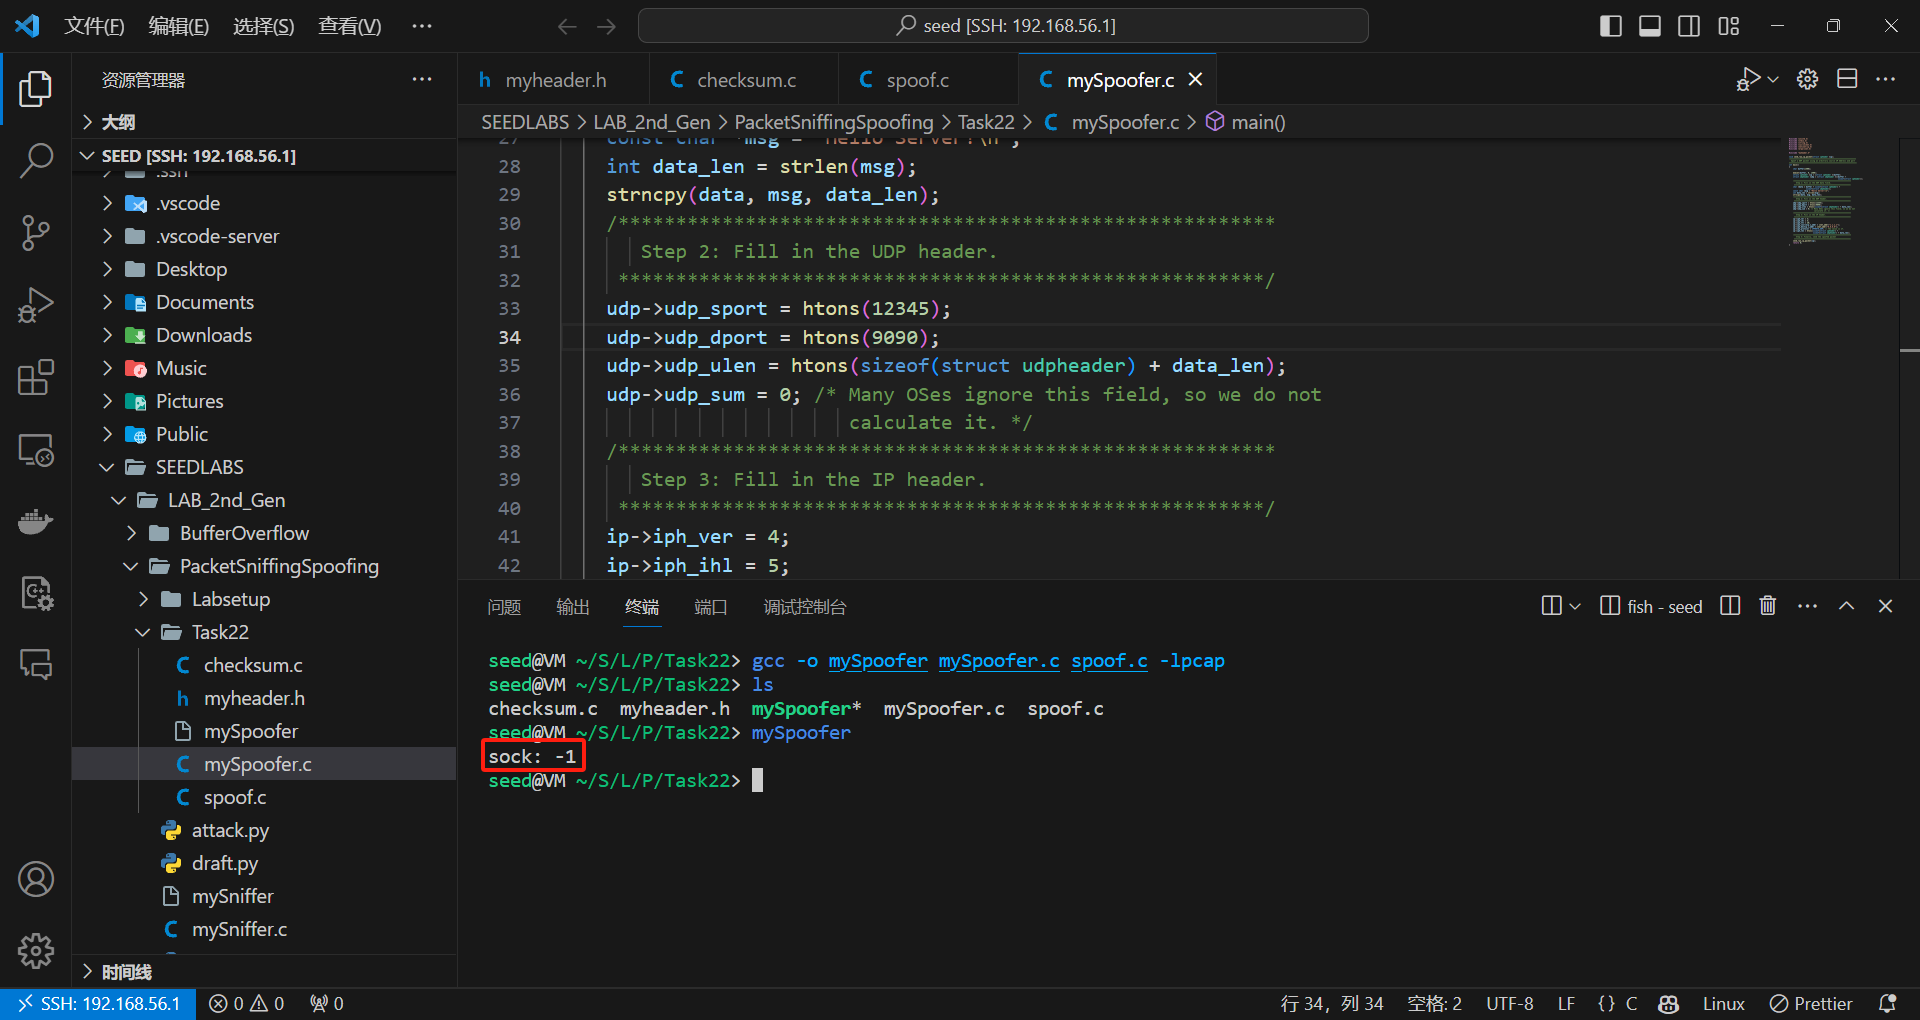 文件(F) 编辑(E) 选择(S) 查看(V) ··· seed [SSH: 192.168.56.1]
资源管理器
大纲
SEED [SSH: 192.168.56.1]
.ssh
.vscode
.vscode-server
Desktop
Documents
Downloads
Music
Pictures
Public
SEEDLABS
LAB_2nd_Gen
BufferOverflow
PacketSniffingSpoofing
Labsetup
Task22
checksum.c
myheader.h
mySpoofer
mySpoofer.c
spoof.c
attack.py
draft.py
mySniffer
mySniffer.c
时间线
myheader.h checksum.c spoof.c mySpoofer.c
SEEDLABS > LAB_2nd_Gen > PacketSniffingSpoofing > Task22 > C mySpoofer.c > main()
27 const char *msg = "Hello Server!\n";
28 int data_len = strlen(msg);
29 strncpy(data, msg, data_len);
30 /*********************************************************
31 Step 2: Fill in the UDP header.
32 ********************************************************/
33 udp->udp_sport = htons(12345);
34 udp->udp_dport = htons(9090);
35 udp->udp_ulen = htons(sizeof(struct udpheader) + data_len);
36 udp->udp_sum = 0; /* Many OSes ignore this field, so we do not
37 calculate it. */
38 /*********************************************************
39 Step 3: Fill in the IP header.
40 ********************************************************/
41 ip->iph_ver = 4;
42 ip->iph_ihl = 5;
问题 输出 终端 端口 调试控制台 fish - seed
seed@VM ~/S/L/P/Task22> gcc -o mySpoofer mySpoofer.c spoof.c -lpcap
seed@VM ~/S/L/P/Task22> ls
checksum.c myheader.h mySpoofer* mySpoofer.c spoof.c
seed@VM ~/S/L/P/Task22> mySpoofer
sock: -1
seed@VM ~/S/L/P/Task22>
SSH: 192.168.56.1 0 0 0 行 34，列 34 空格: 2 UTF-8 LF {} C Linux Prettier